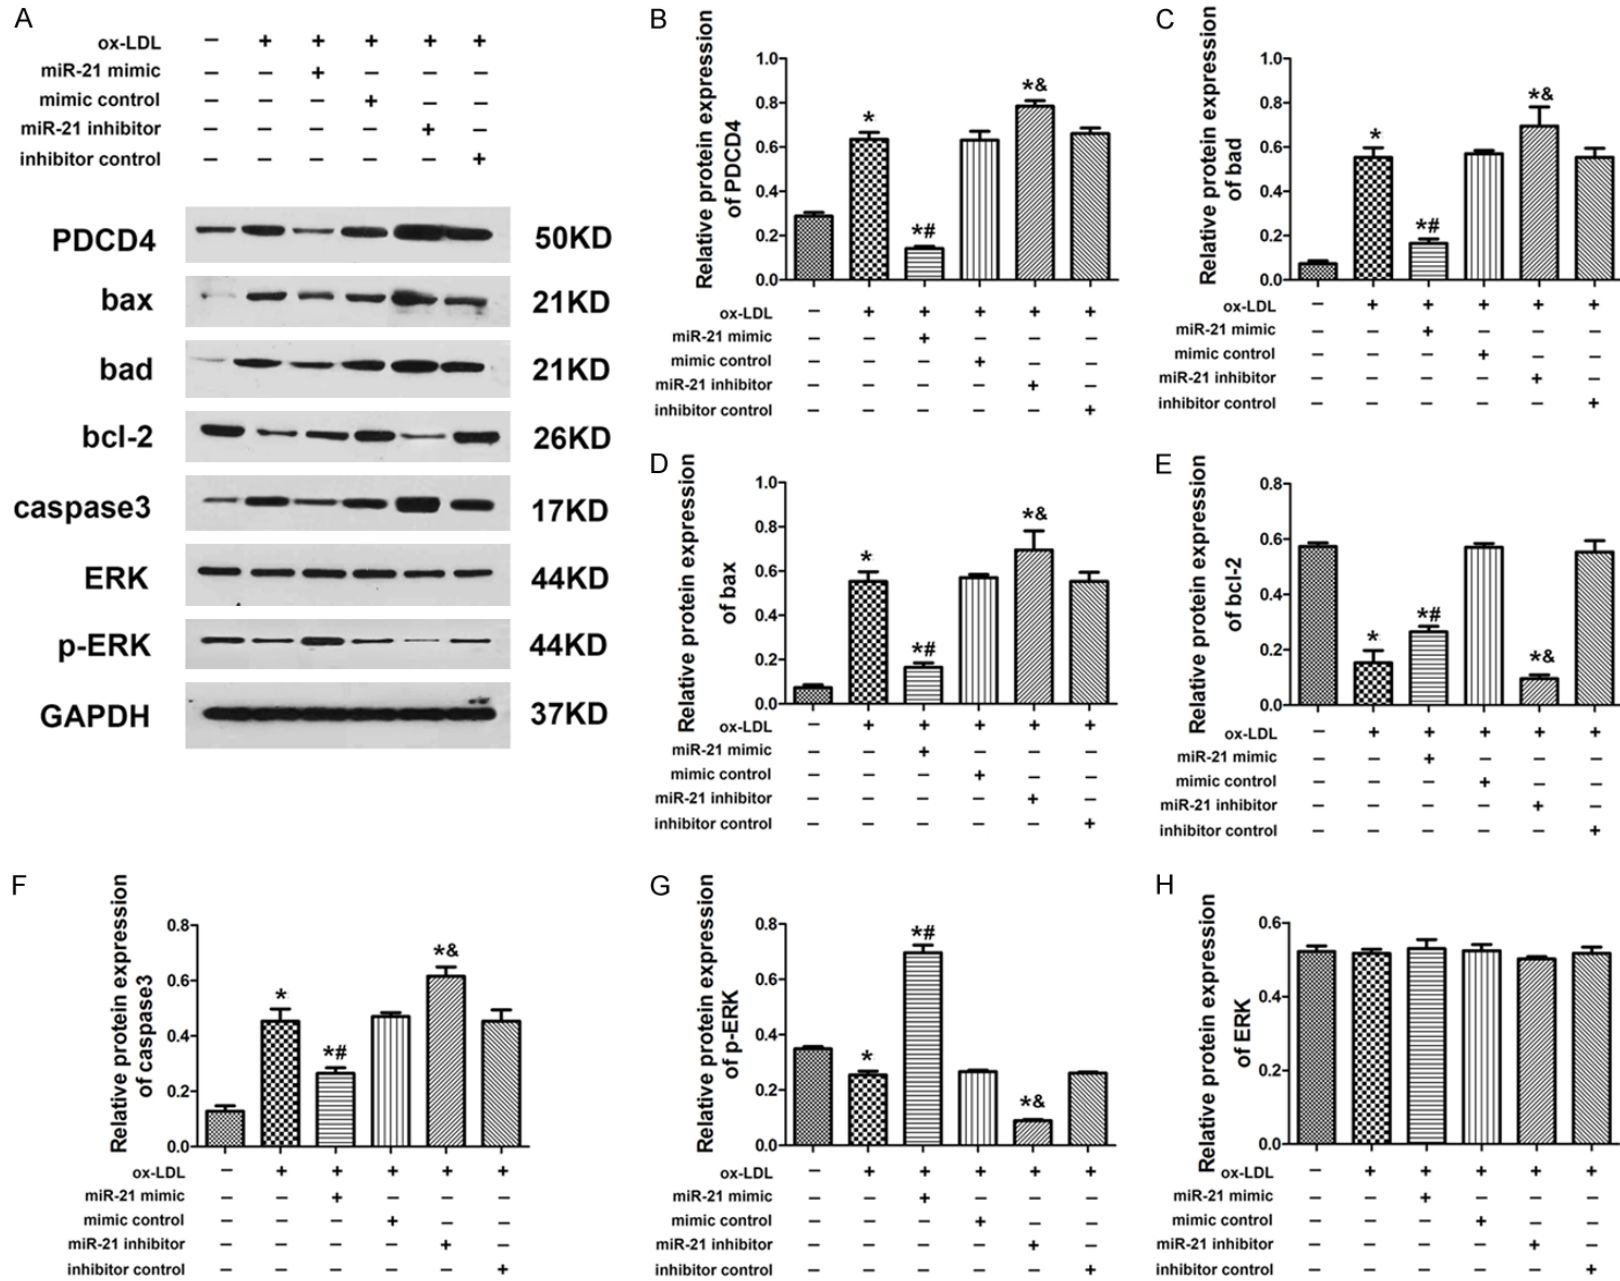 A
ox-LDL – + + + + +
miR-21 mimic – – + – – –
mimic control – – – + – –
miR-21 inhibitor – – – – + –
inhibitor control – – – – – +
PDCD4 50KD
bax 21KD
bad 21KD
bcl-2 26KD
caspase3 17KD
ERK 44KD
p-ERK 44KD
GAPDH 37KD
B
Relative protein expression
of PDCD4
1.0
0.8
0.6
0.4
0.2
0.0
* *# *&
ox-LDL – + + + + +
miR-21 mimic – – + – – –
mimic control – – – + – –
miR-21 inhibitor – – – – + –
inhibitor control – – – – – +
C
Relative protein expression
of bad
1.0
0.8
0.6
0.4
0.2
0.0
* *# *&
ox-LDL – + + + + +
miR-21 mimic – – + – – –
mimic control – – – + – –
miR-21 inhibitor – – – – + –
inhibitor control – – – – – +
D
Relative protein expression
of bax
1.0
0.8
0.6
0.4
0.2
0.0
* *# *&
ox-LDL – + + + + +
miR-21 mimic – – + – – –
mimic control – – – + – –
miR-21 inhibitor – – – – + –
inhibitor control – – – – – +
E
Relative protein expression
of bcl-2
0.8
0.6
0.4
0.2
0.0
* *# *&
ox-LDL – + + + + +
miR-21 mimic – – + – – –
mimic control – – – + – –
miR-21 inhibitor – – – – + –
inhibitor control – – – – – +
F
Relative protein expression
of caspase3
0.8
0.6
0.4
0.2
0.0
* *# *&
ox-LDL – + + + + +
miR-21 mimic – – + – – –
mimic control – – – + – –
miR-21 inhibitor – – – – + –
inhibitor control – – – – – +
G
Relative protein expression
of p-ERK
0.8
0.6
0.4
0.2
0.0
* *# *&
ox-LDL – + + + + +
miR-21 mimic – – + – – –
mimic control – – – + – –
miR-21 inhibitor – – – – + –
inhibitor control – – – – – +
H
Relative protein expression
of ERK
0.6
0.4
0.2
0.0
ox-LDL – + + + + +
miR-21 mimic – – + – – –
mimic control – – – + – –
miR-21 inhibitor – – – – + –
inhibitor control – – – – – +